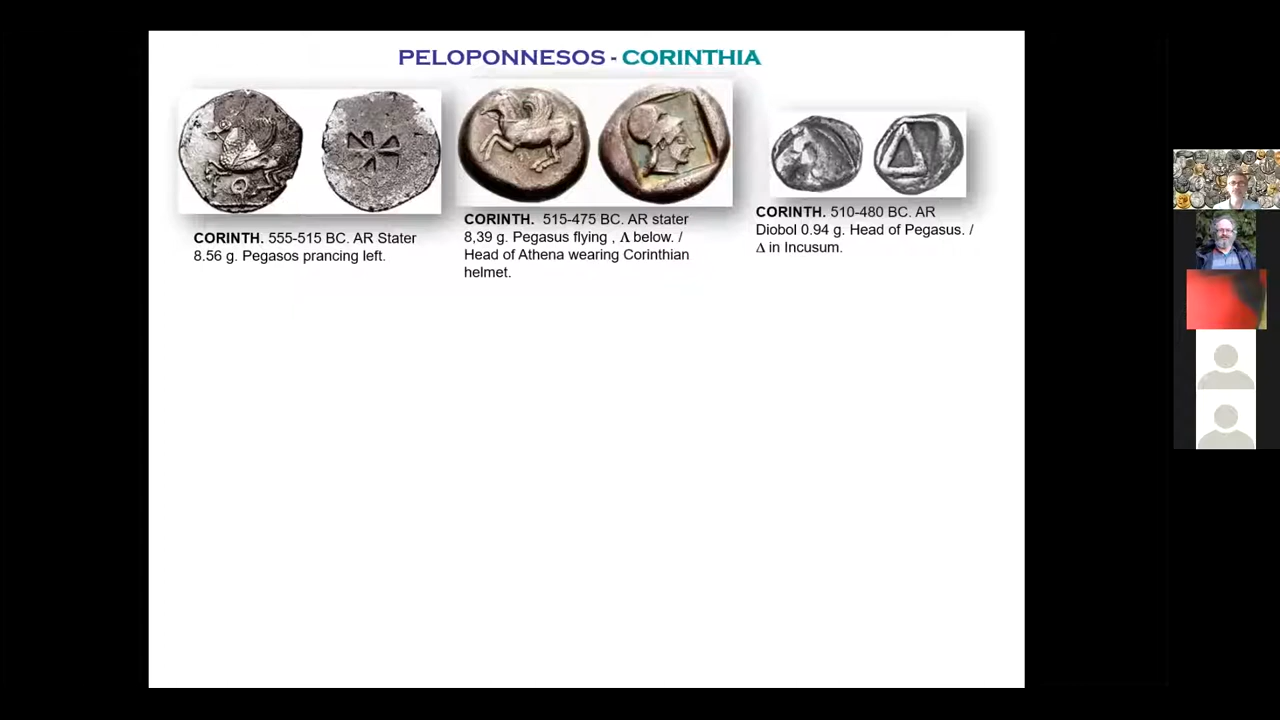 PELOPONNESOS - CORINTHIA
CORINTH. 555-515 BC. AR Stater
8.56 g. Pegasos prancing left.
CORINTH. 515-475 BC. AR stater
8,39 g. Pegasus flying , Λ below. /
Head of Athena wearing Corinthian
helmet.
CORINTH. 510-480 BC. AR
Diobol 0.94 g. Head of Pegasus. /
Δ in Incusum.